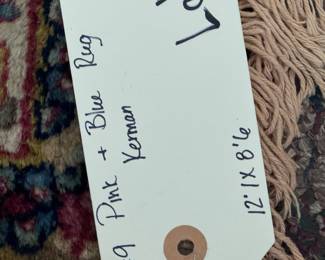 Pink + Blue Rug
Kerman
12'1 x 8'6